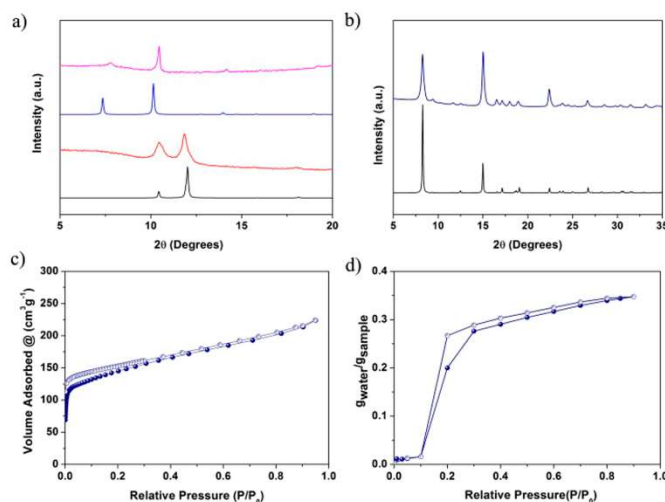 a)
Intensity (a.u.)
5 10 15 20
2θ (Degrees)
b)
Intensity (a.u.)
5 10 15 20 25 30 35
2θ (Degrees)
c)
Volume Adsorbed @ (cm³g⁻¹)
300
250
200
150
100
50
0
0.0 0.2 0.4 0.6 0.8 1.0
Relative Pressure (P/P₀)
d)
g_water/g_sample
0.4
0.3
0.2
0.1
0.0
0.0 0.2 0.4 0.6 0.8 1.0
Relative Pressure(P/P₀)